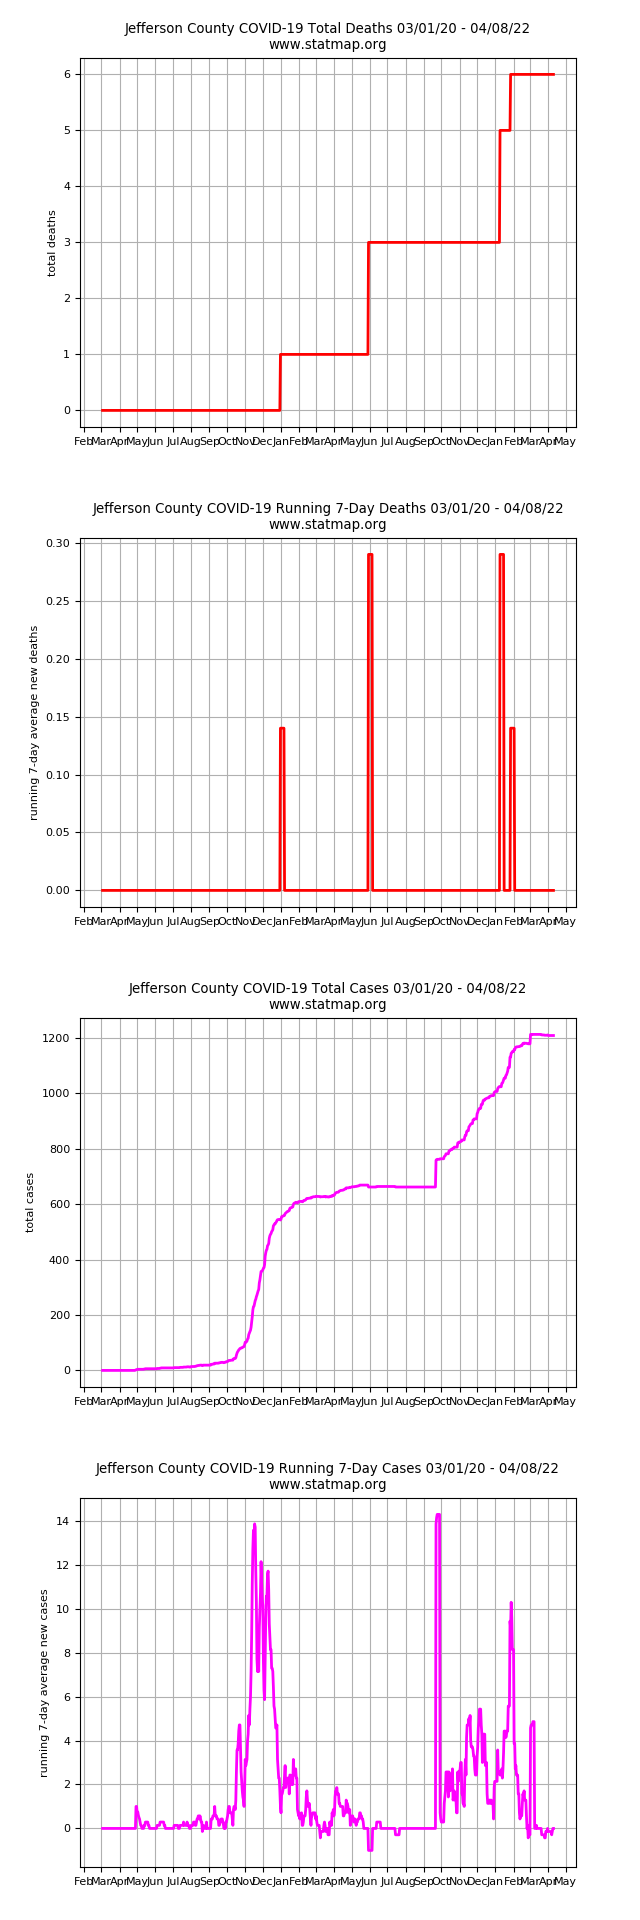 Jefferson County COVID-19 Total Deaths 03/01/20 - 04/08/22
www.statmap.org
6
5
4
3
2
1
0
total deaths
Feb Mar Apr May Jun Jul Aug Sep Oct Nov Dec Jan Feb Mar Apr May Jun Jul Aug Sep Oct Nov Dec Jan Feb Mar Apr May
Jefferson County COVID-19 Running 7-Day Deaths 03/01/20 - 04/08/22
www.statmap.org
0.30
0.25
0.20
0.15
0.10
0.05
0.00
running 7-day average new deaths
Feb Mar Apr May Jun Jul Aug Sep Oct Nov Dec Jan Feb Mar Apr May Jun Jul Aug Sep Oct Nov Dec Jan Feb Mar Apr May
Jefferson County COVID-19 Total Cases 03/01/20 - 04/08/22
www.statmap.org
1200
1000
800
600
400
200
0
total cases
Feb Mar Apr May Jun Jul Aug Sep Oct Nov Dec Jan Feb Mar Apr May Jun Jul Aug Sep Oct Nov Dec Jan Feb Mar Apr May
Jefferson County COVID-19 Running 7-Day Cases 03/01/20 - 04/08/22
www.statmap.org
14
12
10
8
6
4
2
0
running 7-day average new cases
Feb Mar Apr May Jun Jul Aug Sep Oct Nov Dec Jan Feb Mar Apr May Jun Jul Aug Sep Oct Nov Dec Jan Feb Mar Apr May